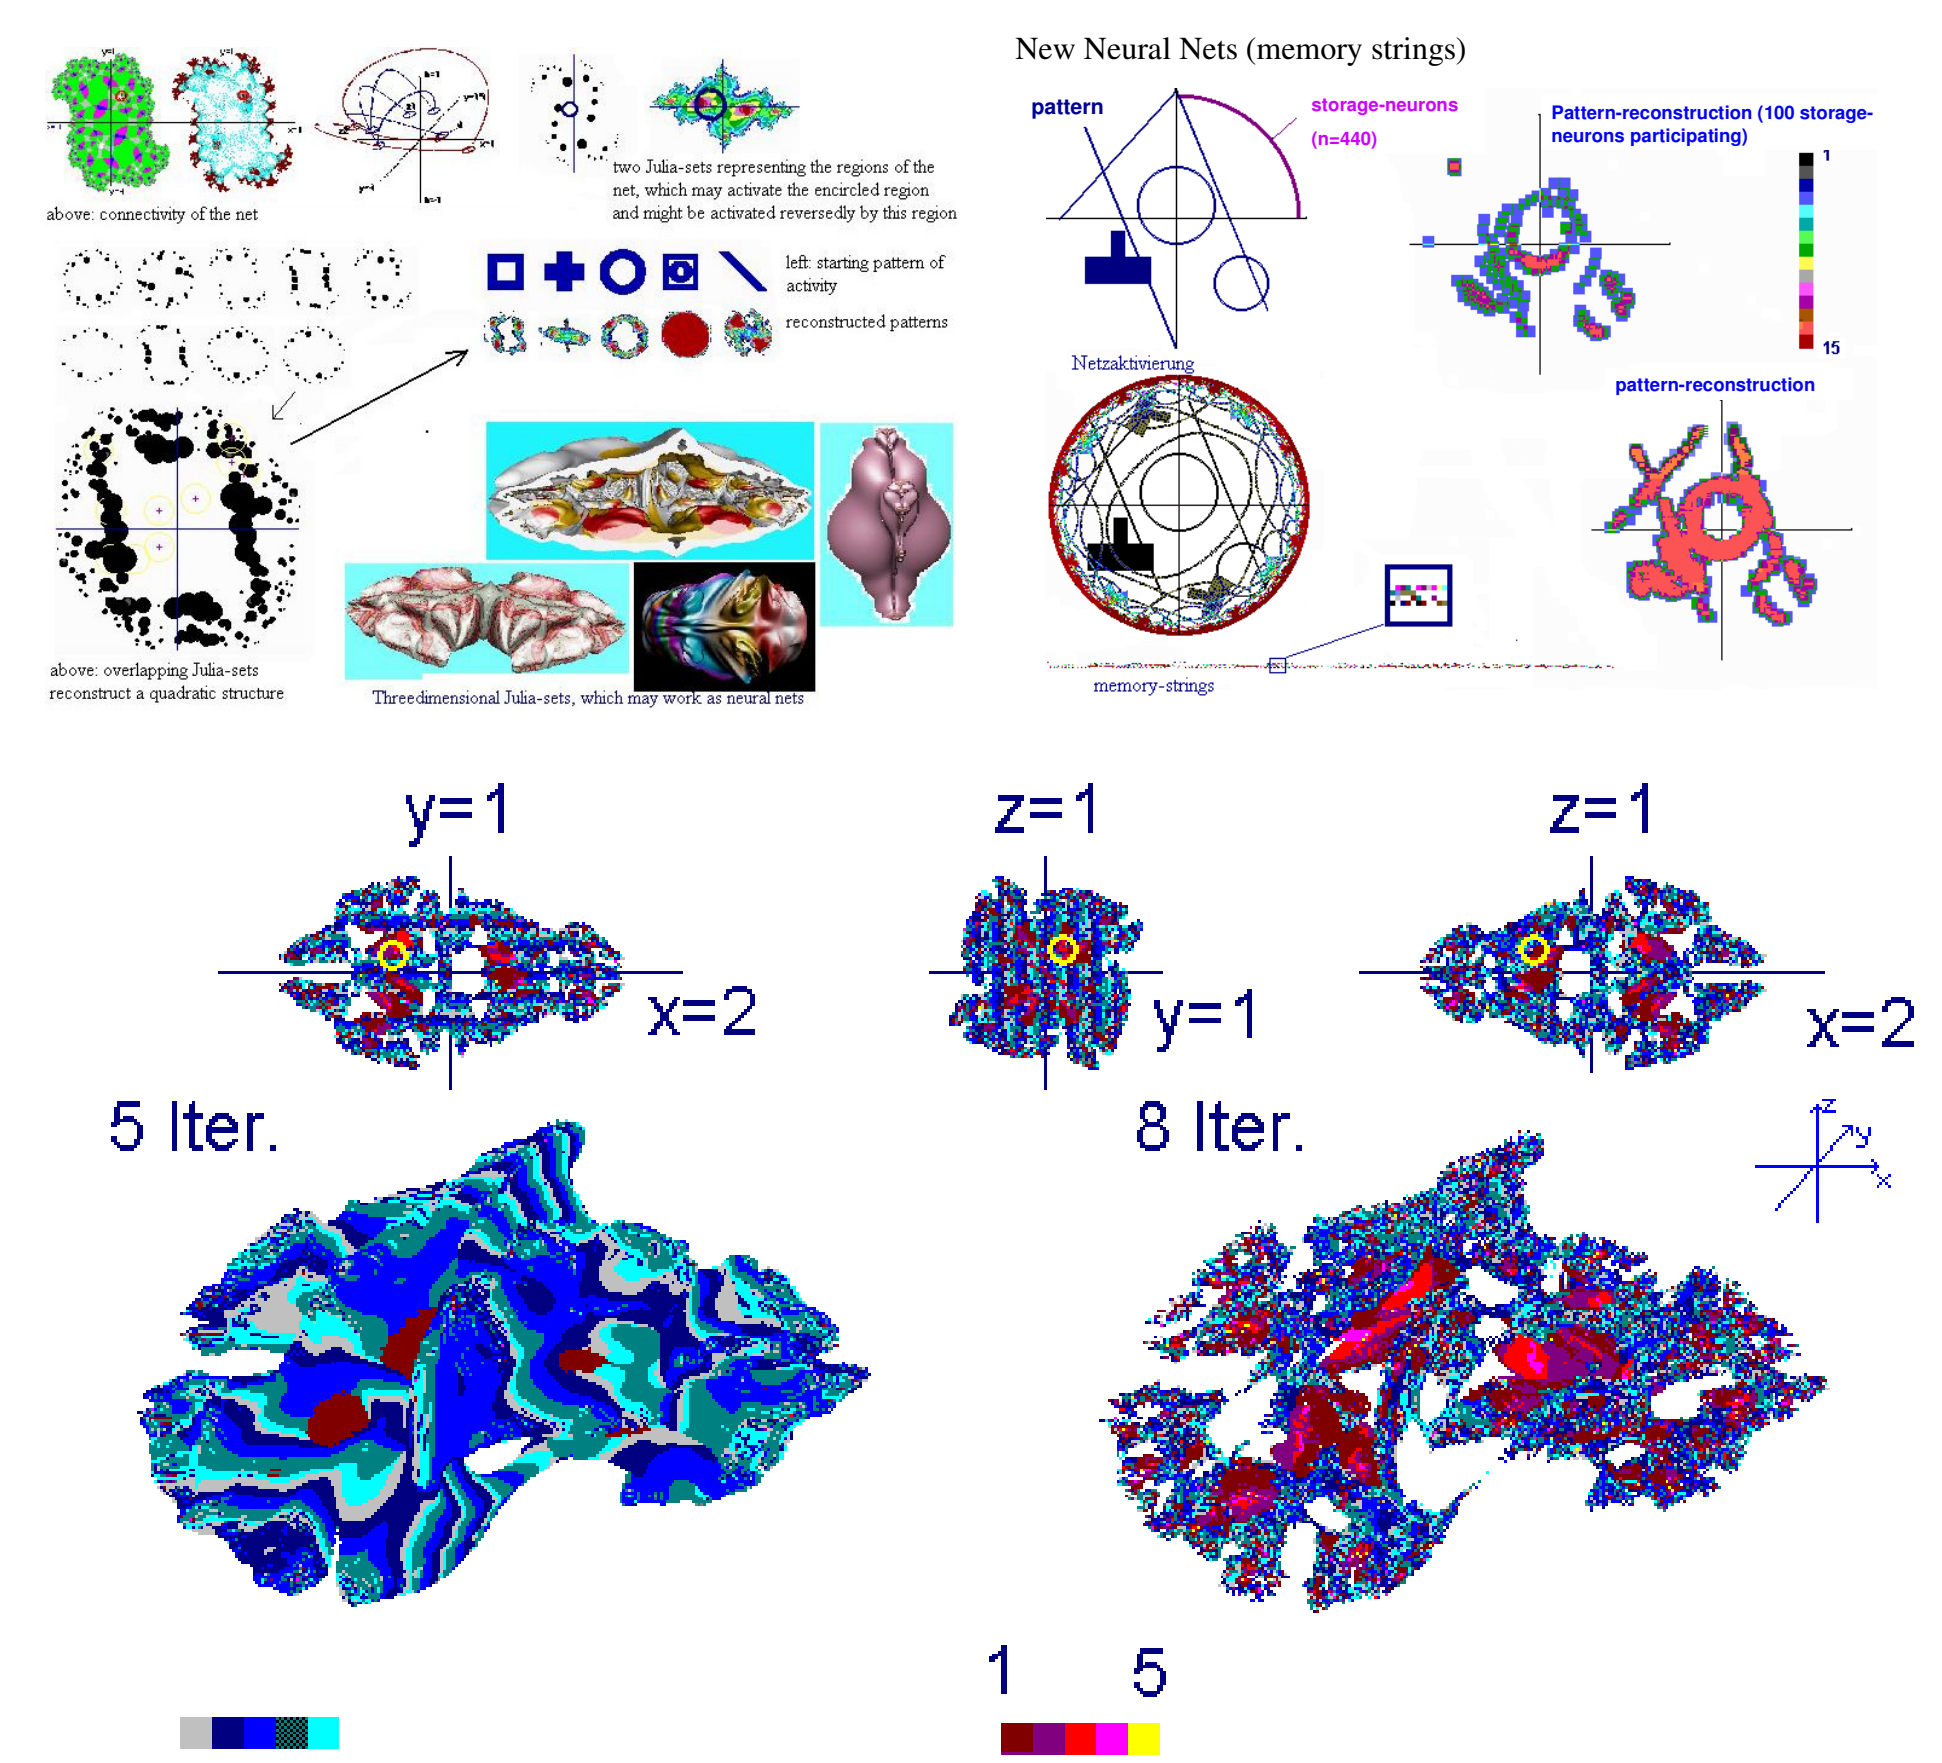 New Neural Nets (memory strings)
y=1
y=1
x=1
y=-1
two Julia-sets representing the regions of the
net, which may activate the encircled region
and might be activated reversedly by this region
above: connectivity of the net
left: starting pattern of
activity
reconstructed patterns
above: overlapping Julia-sets
reconstruct a quadratic structure
Threedimensional Julia-sets, which may work as neural nets
pattern
storage-neurons
(n=440)
Pattern-reconstruction (100 storage-
neurons participating)
1
15
Netzaktivierung
pattern-reconstruction
memory-strings
y=1
x=2
z=1
y=1
z=1
x=2
5 Iter.
8 Iter.
z
y
x
1
5